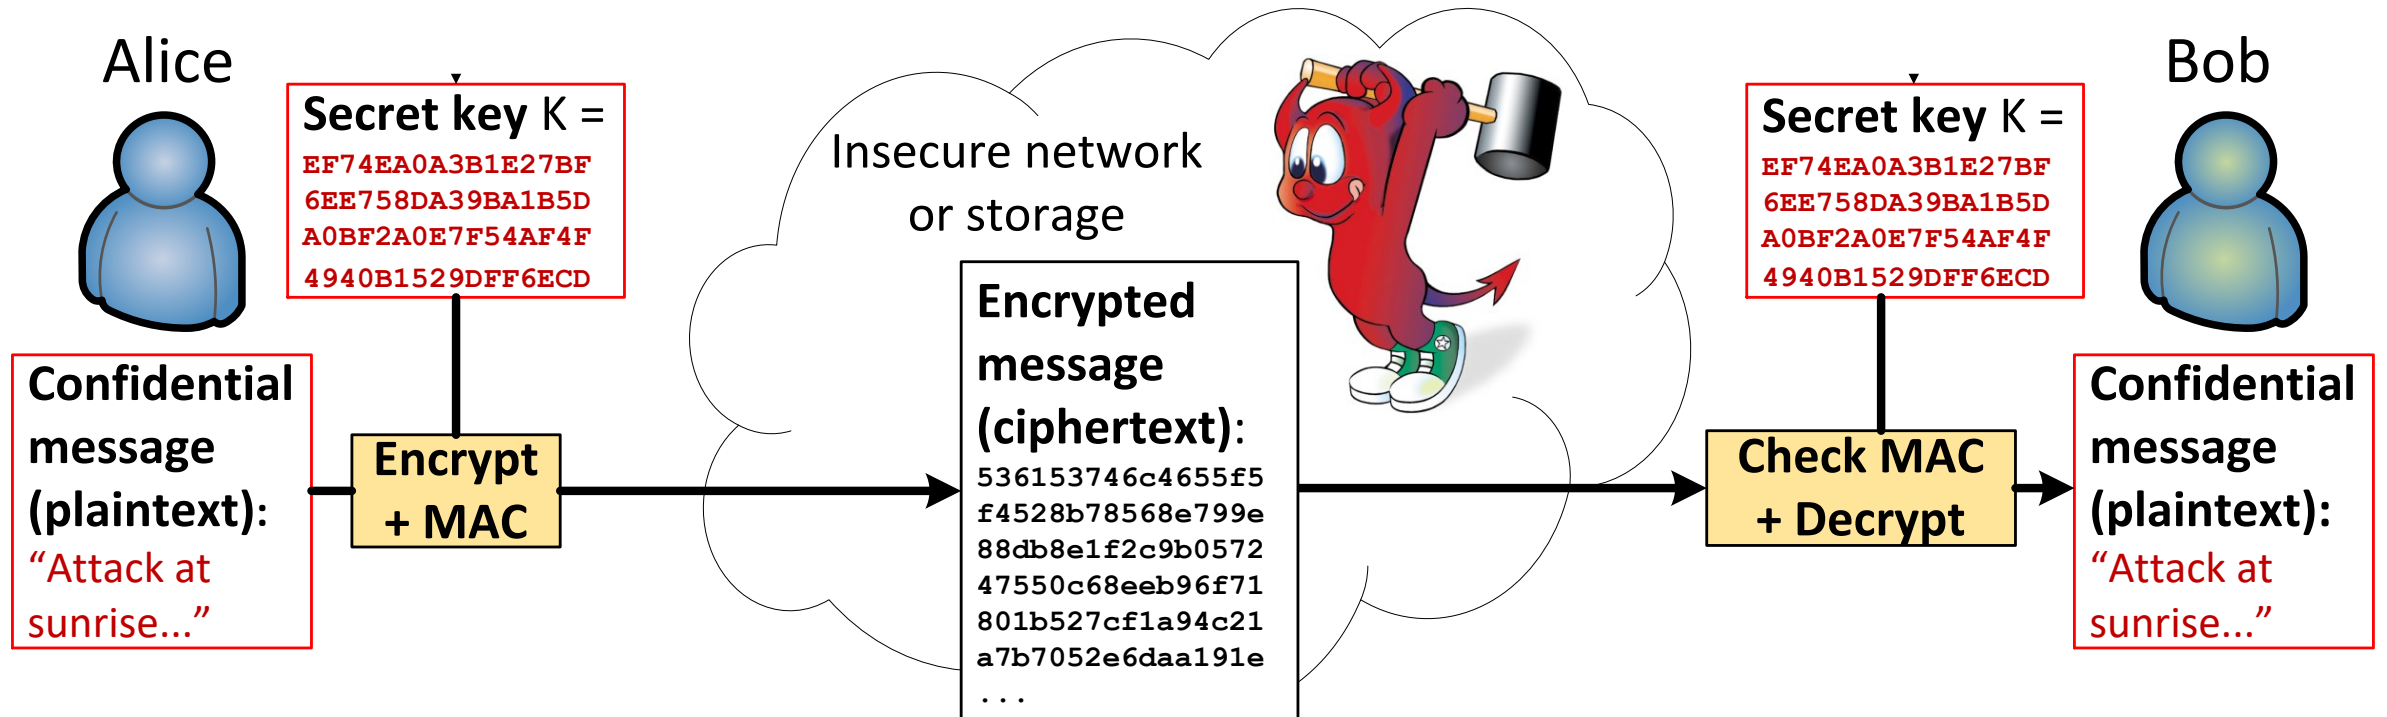 Alice
Secret key K =
EF74EA0A3B1E27BF
6EE758DA39BA1B5D
A0BF2A0E7F54AF4F
4940B1529DFF6ECD
Confidential
message
(plaintext):
“Attack at
sunrise...”
Encrypt
+ MAC
Insecure network
or storage
Encrypted
message
(ciphertext):
536153746c4655f5
f4528b78568e799e
88db8e1f2c9b0572
47550c68eeb96f71
801b527cf1a94c21
a7b7052e6daa191e
...
Bob
Secret key K =
EF74EA0A3B1E27BF
6EE758DA39BA1B5D
A0BF2A0E7F54AF4F
4940B1529DFF6ECD
Check MAC
+ Decrypt
Confidential
message
(plaintext):
“Attack at
sunrise...”